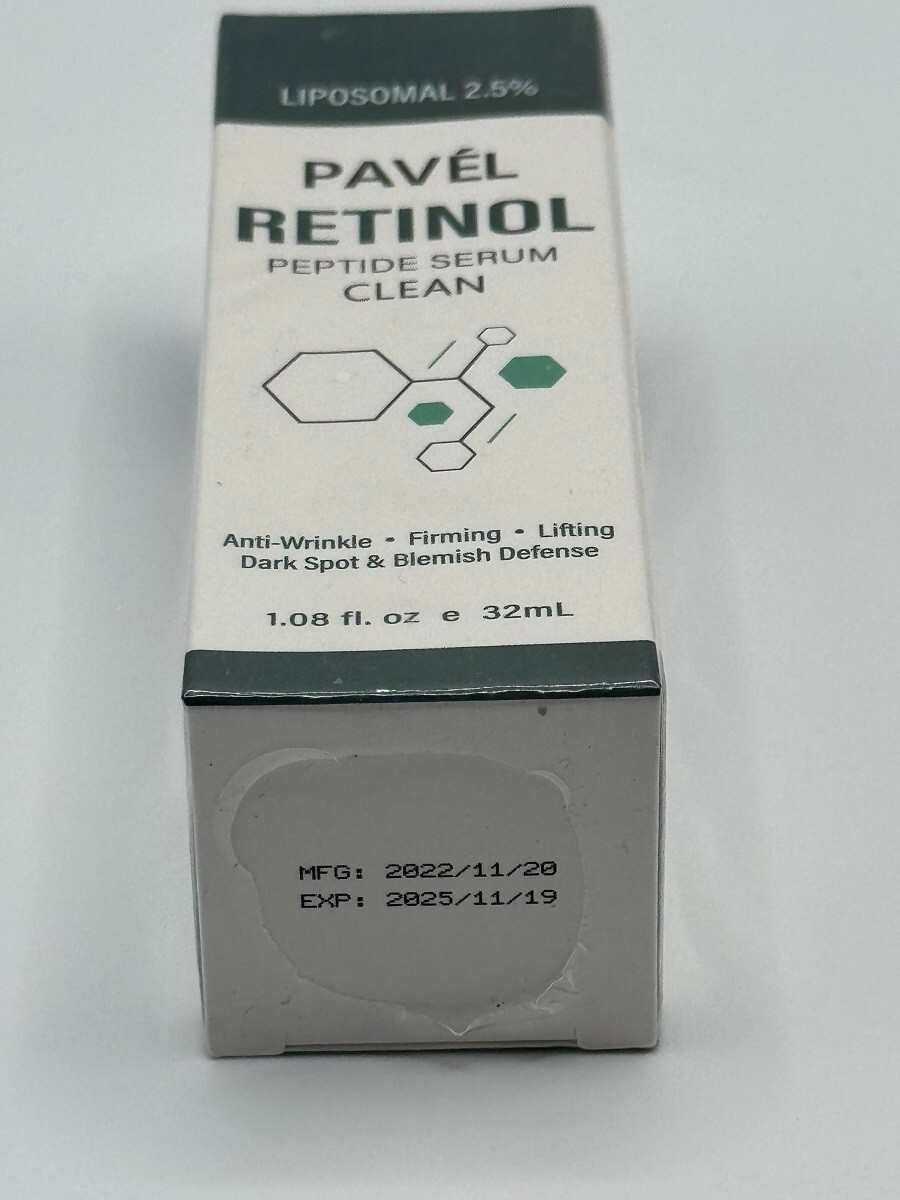 LIPOSOMAL 2.5%
PAVÉL
RETINOL
PEPTIDE SERUM
CLEAN
Anti-Wrinkle • Firming • Lifting
Dark Spot & Blemish Defense
1.08 fl. oz e 32mL
MFG: 2022/11/20
EXP: 2025/11/19